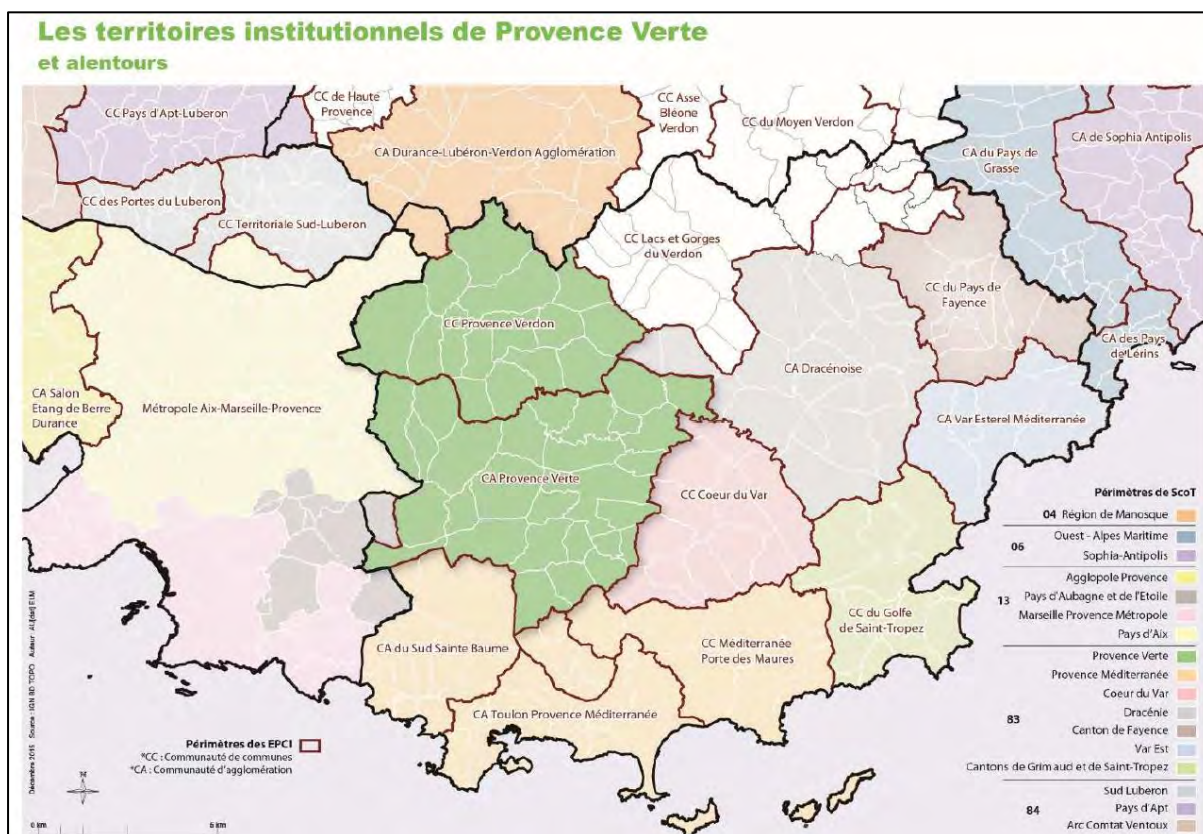 Les territoires institutionnels de Provence Verte
et alentours
CC de Haute
Provence
CC Asse
Bléone
Verdon
CC du Moyen Verdon
CC Pays d'Apt-Luberon
CA de Sophia Antipolis
CA Durance-Lubéron-Verdon Agglomération
CA du Pays de
Grasse
CC des Portes du Luberon
CC Territoriale Sud-Luberon
CC Lacs et Gorges
du Verdon
CC du Pays de
Fayence
CC Provence Verdon
CA des Pays
de Lérins
CA Dracénoise
CA Salon
Etang de Berre
Durance
Métropole Aix-Marseille-Provence
CA Var Esterel Méditerranée
CA Provence Verte
CC Coeur du Var
CC du Golfe
de Saint-Tropez
CA du Sud Sainte Baume
CC Méditerranée
Porte des Maures
CA Toulon Provence Méditerranée
Périmètres des EPCI
*CC : Communauté de communes
*CA : Communauté d'agglomération
N
0 km
6 km
Décembre 2015 Source : IGN BD TOPO Auteur :
Périmètres de ScoT
04 Région de Manosque
06
Ouest - Alpes Maritime
Sophia-Antipolis
13
Agglopole Provence
Pays d'Aubagne et de l'Etoile
Marseille Provence Métropole
Pays d'Aix
83
Provence Verte
Provence Méditerranée
Coeur du Var
Dracénie
Canton de Fayence
Var Est
Cantons de Grimaud et de Saint-Tropez
84
Sud Luberon
Pays d'Apt
Arc Comtat Ventoux